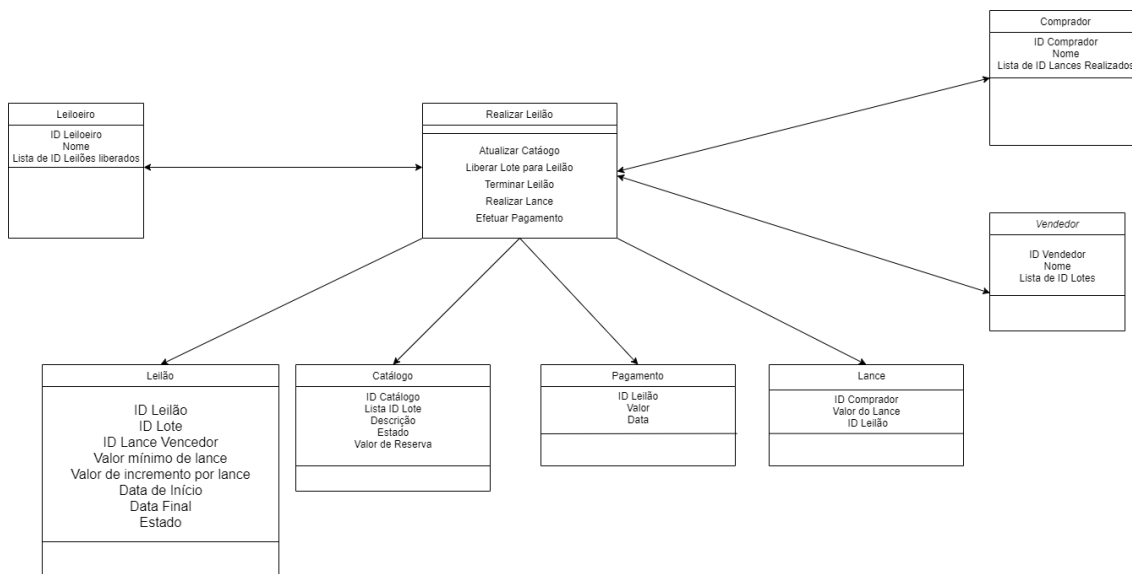 Comprador
ID Comprador
Nome
Lista de ID Lances Realizados
Leiloeiro
ID Leiloeiro
Nome
Lista de ID Leilões liberados
Realizar Leilão
Atualizar Catáogo
Liberar Lote para Leilão
Terminar Leilão
Realizar Lance
Efetuar Pagamento
Vendedor
ID Vendedor
Nome
Lista de ID Lotes
Leilão
ID Leilão
ID Lote
ID Lance Vencedor
Valor mínimo de lance
Valor de incremento por lance
Data de Início
Data Final
Estado
Catálogo
ID Catálogo
Lista ID Lote
Descrição
Estado
Valor de Reserva
Pagamento
ID Leilão
Valor
Data
Lance
ID Comprador
Valor do Lance
ID Leilão